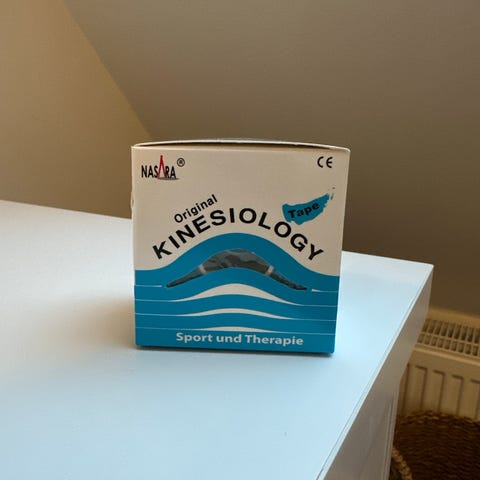 NASARA®
CE
Original
KINESIOLOGY
Tape
Sport und Therapie